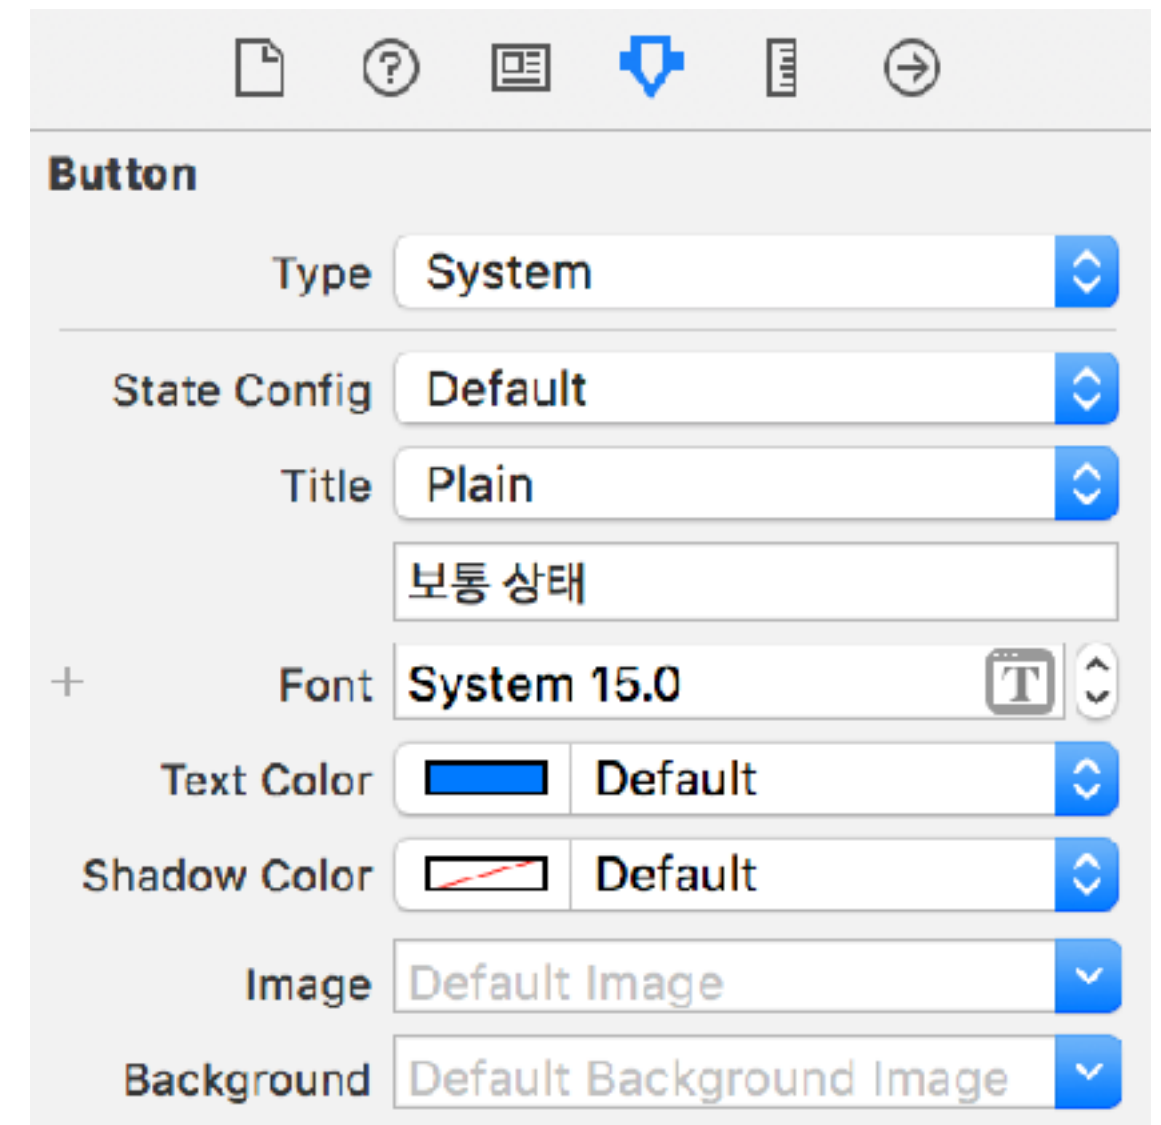 Button
Type System
State Config Default
Title Plain
보통 상태
+ Font System 15.0 T
Text Color Default
Shadow Color Default
Image Default Image
Background Default Background Image